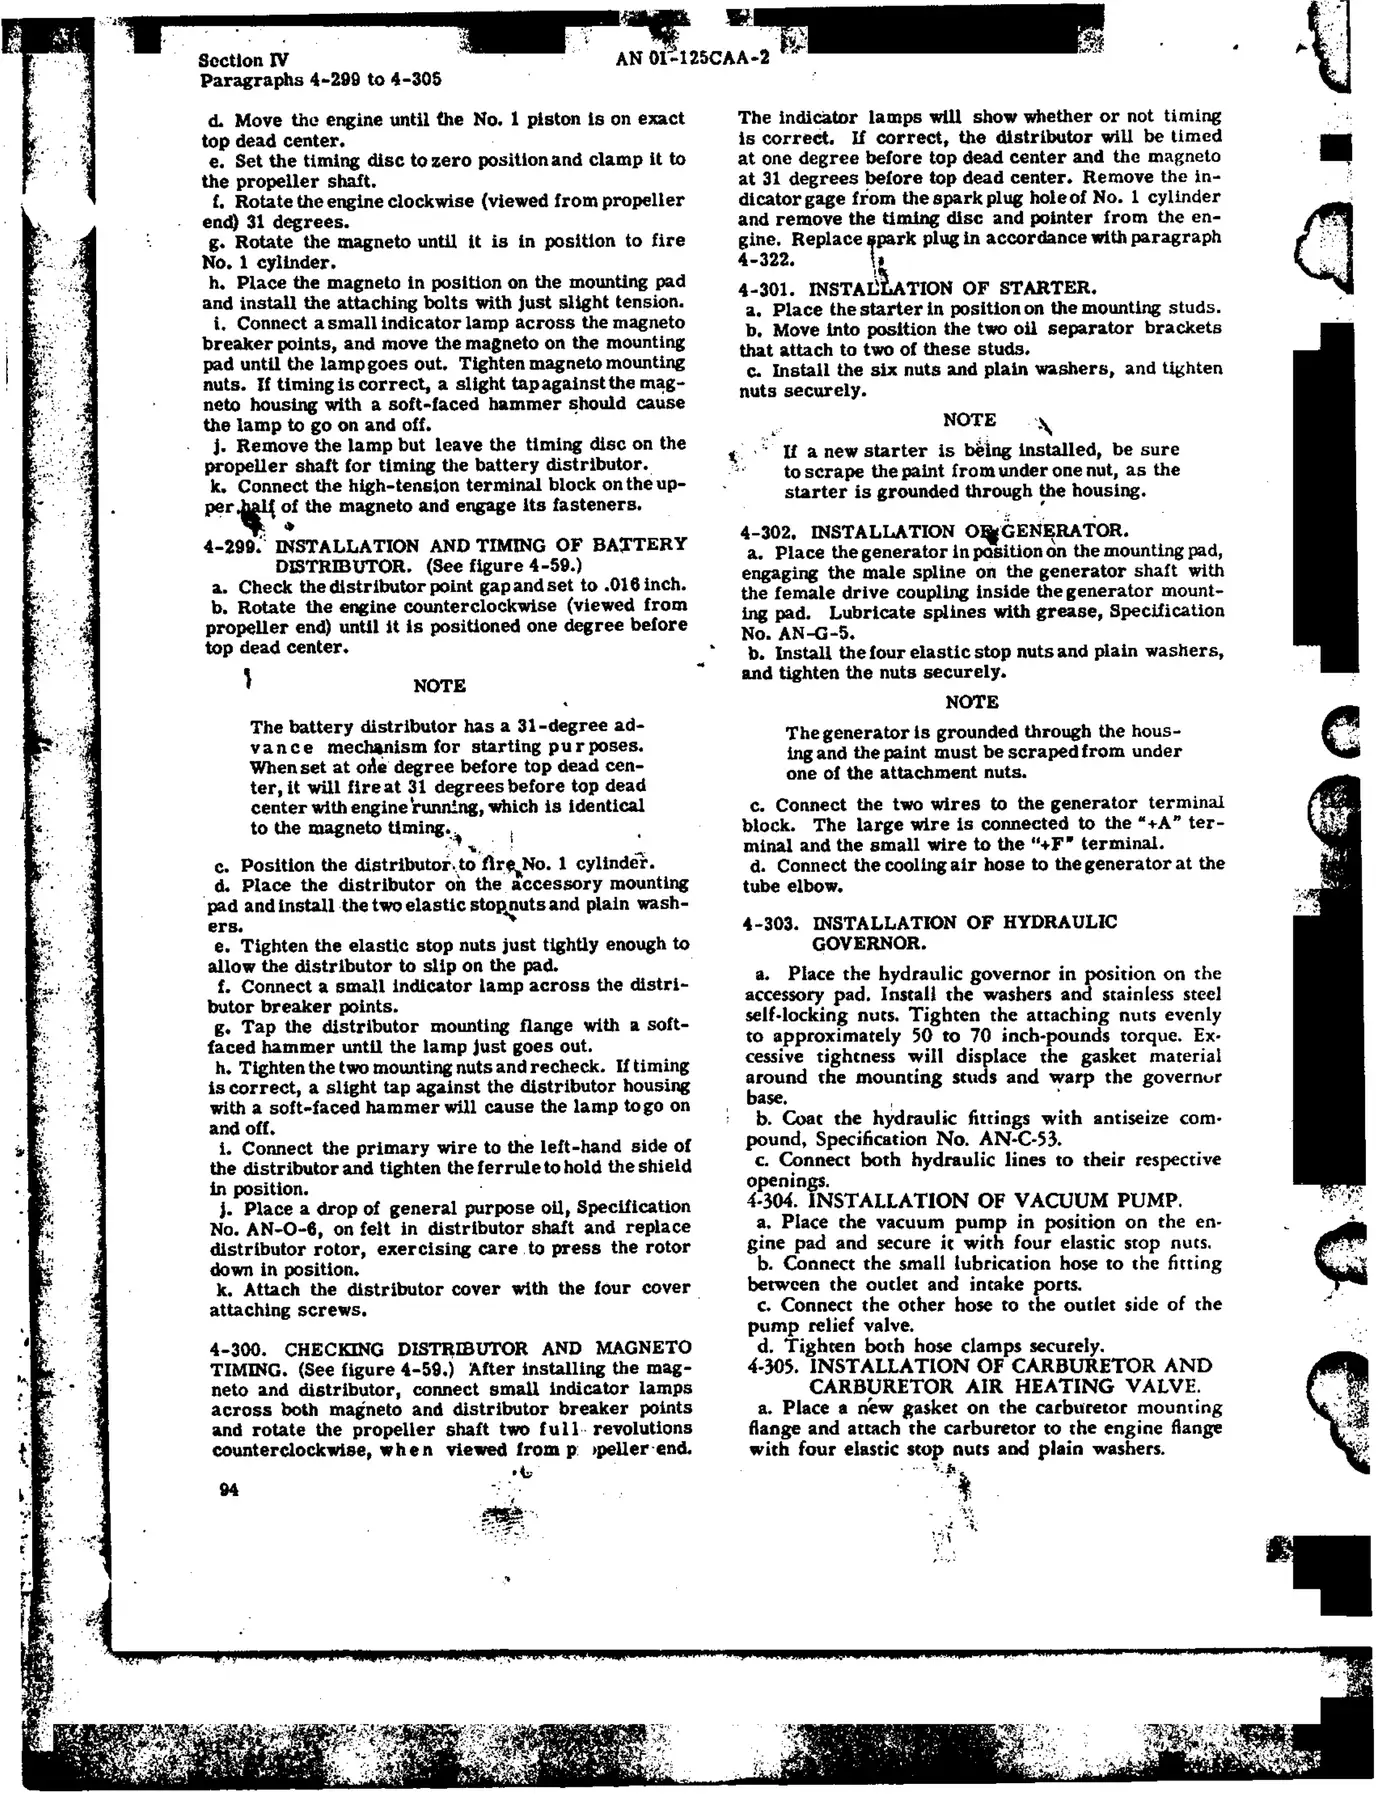 Section IV
Paragraphs 4-299 to 4-305
AN 01-125CAA-2
d. Move the engine until the No. 1 piston is on exact
top dead center.
e. Set the timing disc to zero position and clamp it to
the propeller shaft.
f. Rotate the engine clockwise (viewed from propeller
end) 31 degrees.
g. Rotate the magneto until it is in position to fire
No. 1 cylinder.
h. Place the magneto in position on the mounting pad
and install the attaching bolts with just slight tension.
i. Connect a small indicator lamp across the magneto
breaker points, and move the magneto on the mounting
pad until the lamp goes out. Tighten magneto mounting
nuts. If timing is correct, a slight tap against the mag-
neto housing with a soft-faced hammer should cause
the lamp to go on and off.
j. Remove the lamp but leave the timing disc on the
propeller shaft for timing the battery distributor.
k. Connect the high-tension terminal block on the up-
per half of the magneto and engage its fasteners.
4-299. INSTALLATION AND TIMING OF BATTERY
DISTRIBUTOR. (See figure 4-59.)
a. Check the distributor point gap and set to .016 inch.
b. Rotate the engine counterclockwise (viewed from
propeller end) until it is positioned one degree before
top dead center.
NOTE
The battery distributor has a 31-degree ad-
vance mechanism for starting purposes.
When set at one degree before top dead cen-
ter, it will fire at 31 degrees before top dead
center with engine running, which is identical
to the magneto timing.
c. Position the distributor to fire No. 1 cylinder.
d. Place the distributor on the accessory mounting
pad and install the two elastic stop nuts and plain wash-
ers.
e. Tighten the elastic stop nuts just tightly enough to
allow the distributor to slip on the pad.
f. Connect a small indicator lamp across the distri-
butor breaker points.
g. Tap the distributor mounting flange with a soft-
faced hammer until the lamp just goes out.
h. Tighten the two mounting nuts and recheck. If timing
is correct, a slight tap against the distributor housing
with a soft-faced hammer will cause the lamp to go on
and off.
i. Connect the primary wire to the left-hand side of
the distributor and tighten the ferrule to hold the shield
in position.
j. Place a drop of general purpose oil, Specification
No. AN-O-6, on felt in distributor shaft and replace
distributor rotor, exercising care to press the rotor
down in position.
k. Attach the distributor cover with the four cover
attaching screws.
4-300. CHECKING DISTRIBUTOR AND MAGNETO
TIMING. (See figure 4-59.) After installing the mag-
neto and distributor, connect small indicator lamps
across both magneto and distributor breaker points
and rotate the propeller shaft two full revolutions
counterclockwise, when viewed from propeller end.
94
The indicator lamps will show whether or not timing
is correct. If correct, the distributor will be timed
at one degree before top dead center and the magneto
at 31 degrees before top dead center. Remove the in-
dicator gage from the spark plug hole of No. 1 cylinder
and remove the timing disc and pointer from the en-
gine. Replace spark plug in accordance with paragraph
4-322.
4-301. INSTALLATION OF STARTER.
a. Place the starter in position on the mounting studs.
b. Move into position the two oil separator brackets
that attach to two of these studs.
c. Install the six nuts and plain washers, and tighten
nuts securely.
NOTE
If a new starter is being installed, be sure
to scrape the paint from under one nut, as the
starter is grounded through the housing.
4-302. INSTALLATION OF GENERATOR.
a. Place the generator in position on the mounting pad,
engaging the male spline on the generator shaft with
the female drive coupling inside the generator mount-
ing pad. Lubricate splines with grease, Specification
No. AN-G-5.
b. Install the four elastic stop nuts and plain washers,
and tighten the nuts securely.
NOTE
The generator is grounded through the hous-
ing and the paint must be scraped from under
one of the attachment nuts.
c. Connect the two wires to the generator terminal
block. The large wire is connected to the "+A" ter-
minal and the small wire to the "+F" terminal.
d. Connect the cooling air hose to the generator at the
tube elbow.
4-303. INSTALLATION OF HYDRAULIC
GOVERNOR.
a. Place the hydraulic governor in position on the
accessory pad. Install the washers and stainless steel
self-locking nuts. Tighten the attaching nuts evenly
to approximately 50 to 70 inch-pounds torque. Ex-
cessive tightness will displace the gasket material
around the mounting studs and warp the governor
base.
b. Coat the hydraulic fittings with antiseize com-
pound, Specification No. AN-C-53.
c. Connect both hydraulic lines to their respective
openings.
4-304. INSTALLATION OF VACUUM PUMP.
a. Place the vacuum pump in position on the en-
gine pad and secure it with four elastic stop nuts.
b. Connect the small lubrication hose to the fitting
between the outlet and intake ports.
c. Connect the other hose to the outlet side of the
pump relief valve.
d. Tighten both hose clamps securely.
4-305. INSTALLATION OF CARBURETOR AND
CARBURETOR AIR HEATING VALVE.
a. Place a new gasket on the carburetor mounting
flange and attach the carburetor to the engine flange
with four elastic stop nuts and plain washers.